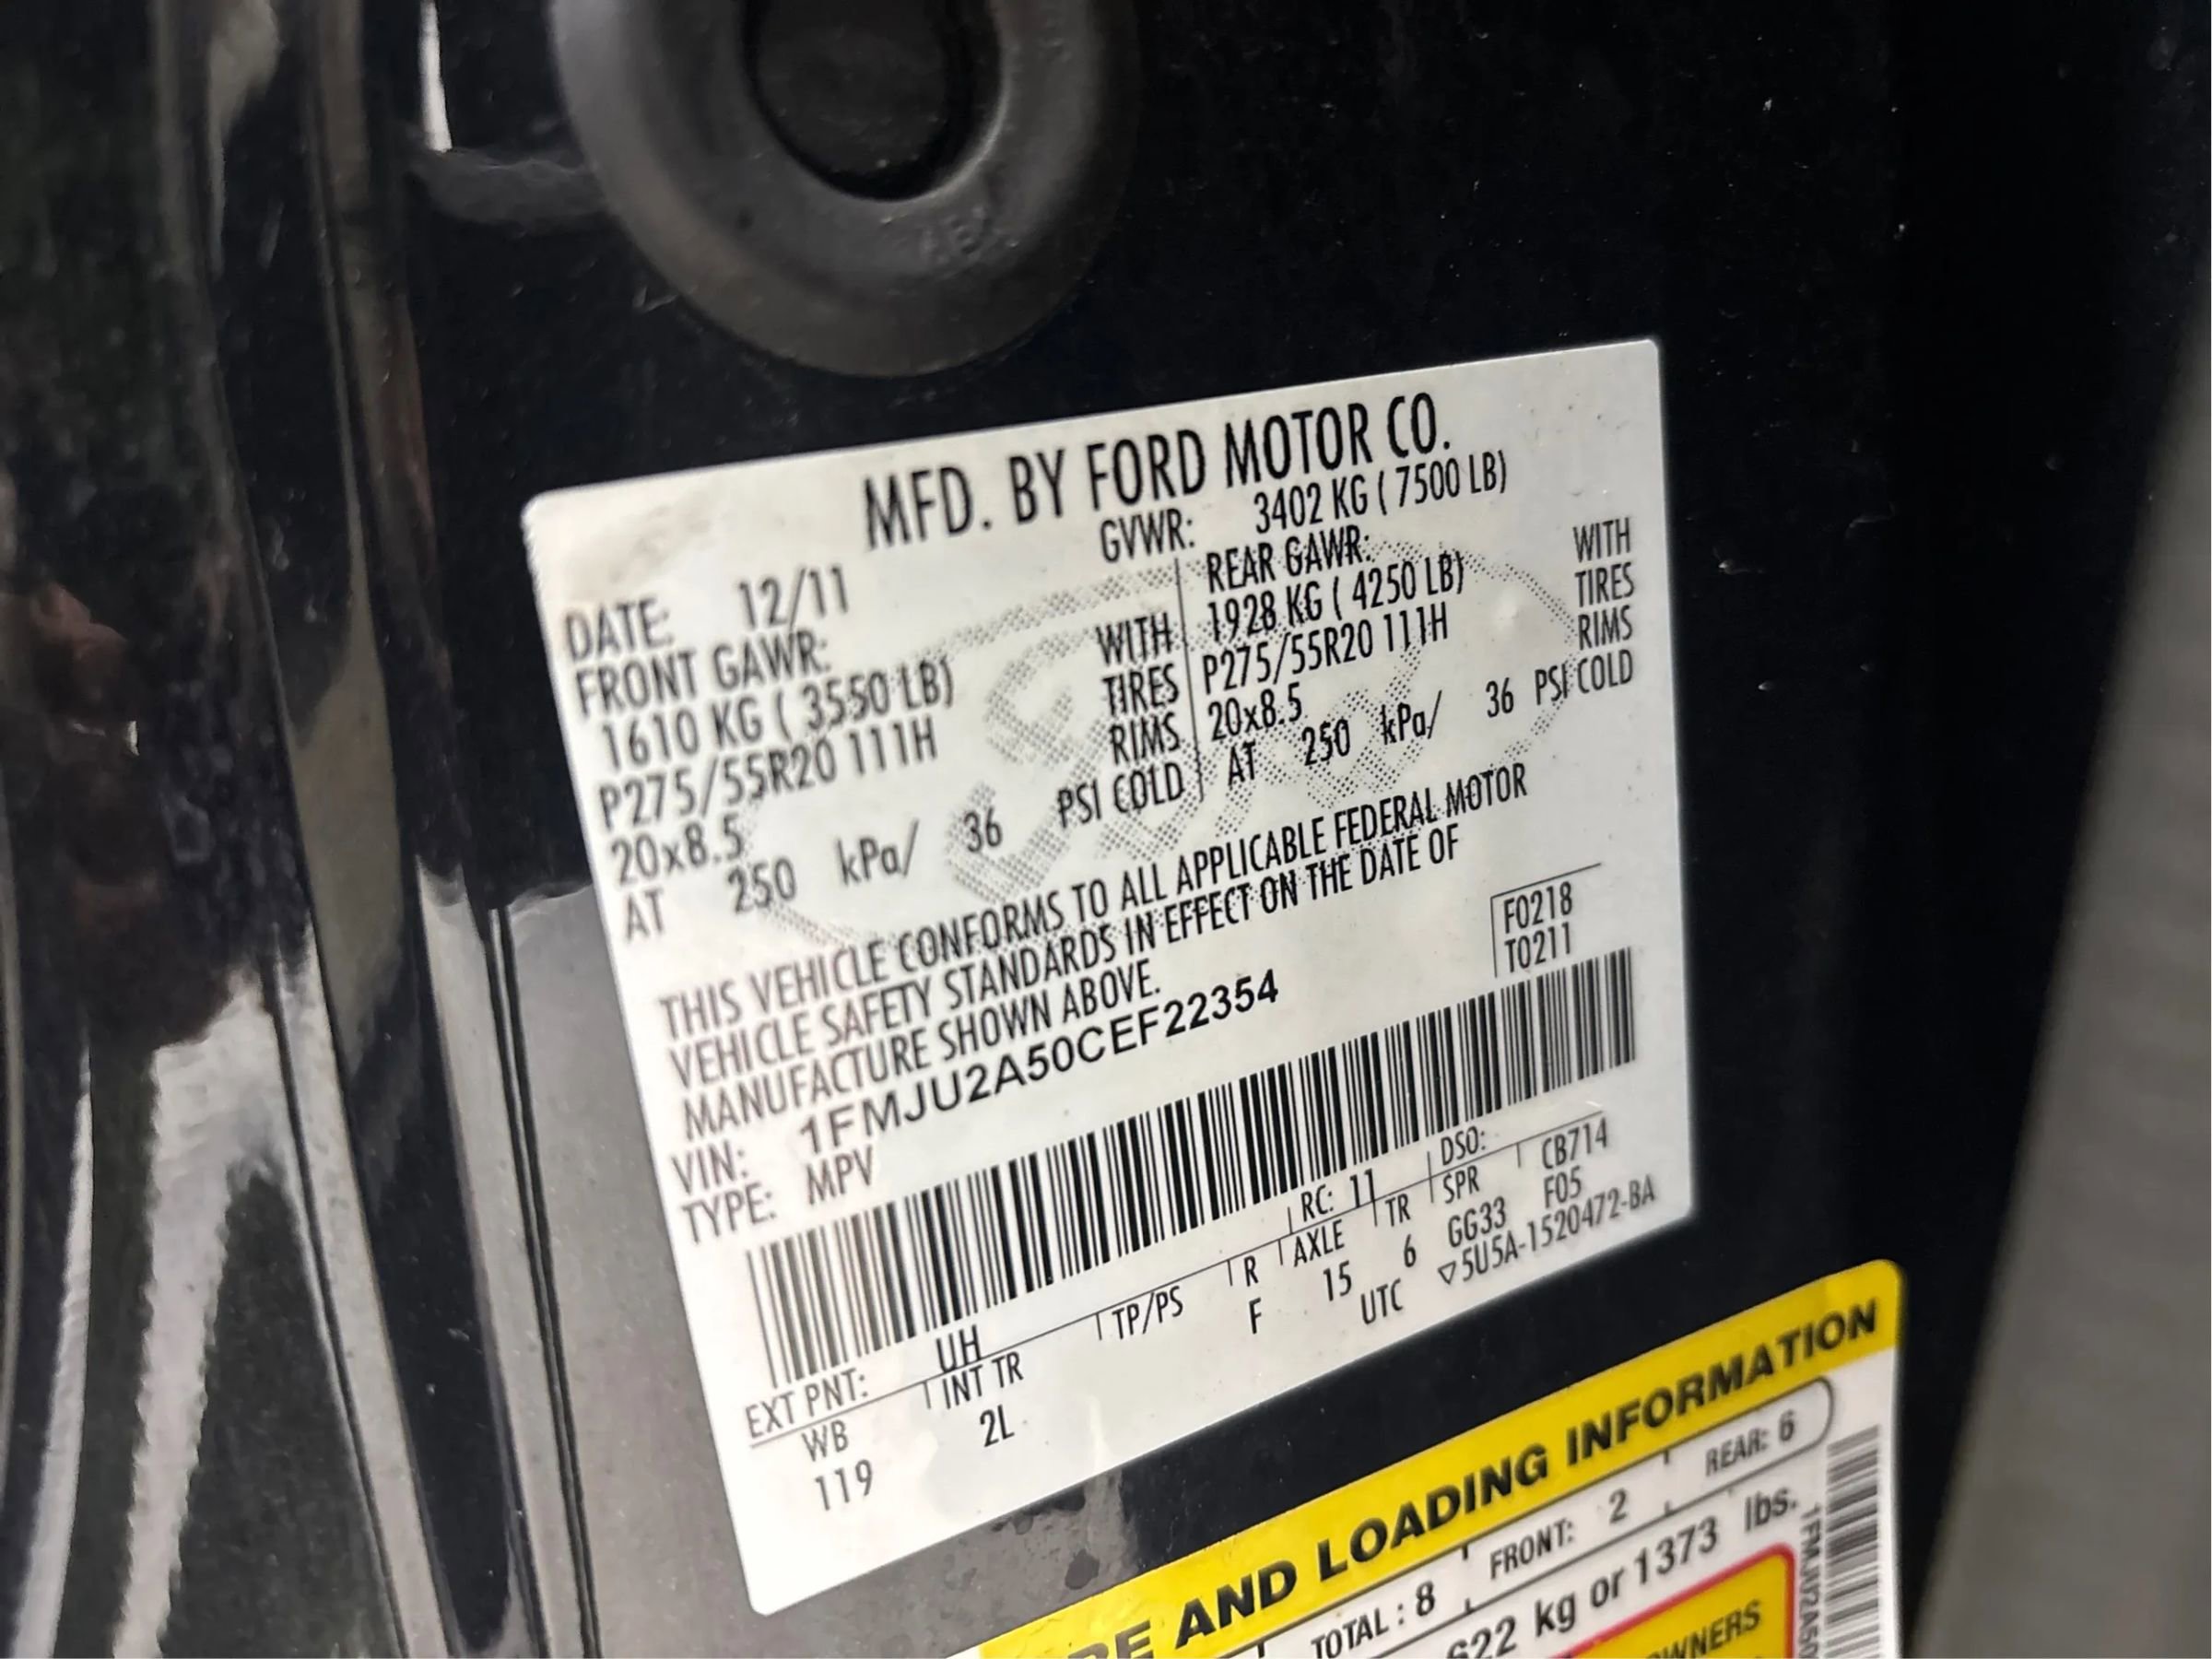 MFD. BY FORD MOTOR CO.
DATE: 12/11 GVWR: 3402 KG ( 7500 LB)
FRONT GAWR: REAR GAWR:
1610 KG ( 3550 LB) WITH 1928 KG ( 4250 LB) WITH
P275/55R20 111H TIRES P275/55R20 111H TIRES
20x8.5 RIMS 20x8.5 RIMS
AT 250 kPa/ 36 PSI COLD AT 250 kPa/ 36 PSI COLD
THIS VEHICLE CONFORMS TO ALL APPLICABLE FEDERAL MOTOR
VEHICLE SAFETY STANDARDS IN EFFECT ON THE DATE OF
MANUFACTURE SHOWN ABOVE.
VIN: 1FMJU2A50CEF22354 F0218
TYPE: MPV T0211
EXT PNT: UH RC: 11 DSO: CB714
WB INT TR TP/PS R AXLE TR SPR F05
119 2L F 15 6 GG33
UTC ▽5U5A-1520472-BA
AND LOADING INFORMATION
TOTAL : 8 FRONT: 2 REAR: 6
622 kg or 1373 lbs.